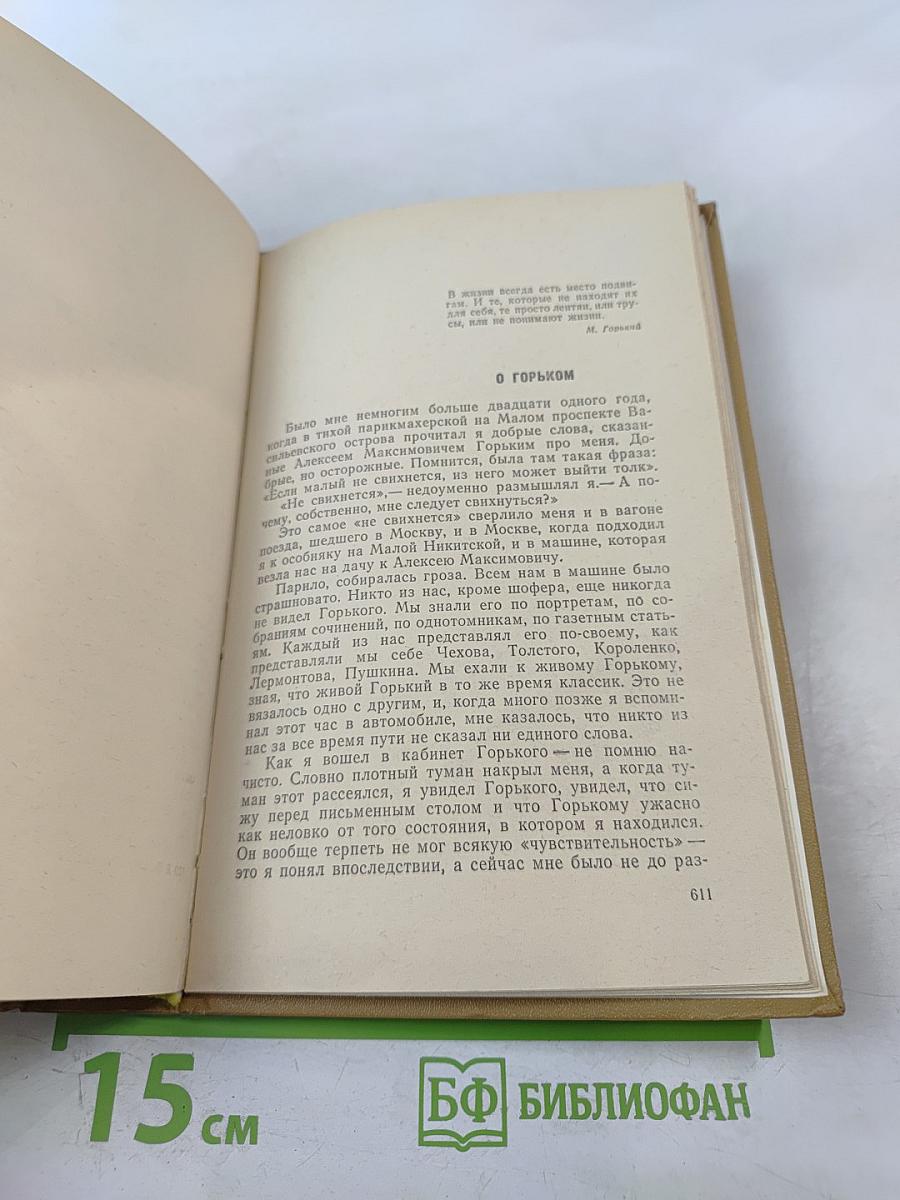 В жизни всегда есть место подви-
гам. И те, которые не находят их
для себя, те просто лентяи, или тру-
сы, или не понимают жизни.
М. Горький
О ГОРЬКОМ
Было мне немногим больше двадцати одного года,
когда в тихой парикмахерской на Малом проспекте Ва-
сильевского острова прочитал я добрые слова, сказан-
ные Алексеем Максимовичем Горьким про меня. До-
брые, но осторожные. Помнится, была там такая фраза:
«Если малый не свихнется, из него может выйти толк».
«Не свихнется»,— недоуменно размышлял я.— А по-
чему, собственно, мне следует свихнуться?»
Это самое «не свихнется» сверлило меня и в вагоне
поезда, шедшего в Москву, и в Москве, когда подходил
я к особняку на Малой Никитской, и в машине, которая
везла нас на дачу к Алексею Максимовичу.
Парило, собиралась гроза. Всем нам в машине было
страшновато. Никто из нас, кроме шофера, еще никогда
не видел Горького. Мы знали его по портретам, по со-
браниям сочинений, по однотомникам, по газетным стать-
ям. Каждый из нас представлял его по-своему, как
представляли мы себе Чехова, Толстого, Короленко,
Лермонтова, Пушкина. Мы ехали к живому Горькому,
зная, что живой Горький в то же время классик. Это не
вязалось одно с другим, и, когда много позже я вспоми-
нал этот час в автомобиле, мне казалось, что никто из
нас за все время пути не сказал ни единого слова.
Как я вошел в кабинет Горького — не помню на-
чисто. Словно плотный туман накрыл меня, а когда ту-
ман этот рассеялся, я увидел Горького, увидел, что си-
жу перед письменным столом и что Горькому ужасно
как неловко от того состояния, в котором я находился.
Он вообще терпеть не мог всякую «чувствительность» —
это я понял впоследствии, а сейчас мне было не до раз-
611
15 см
БФ БИБЛИОФАН